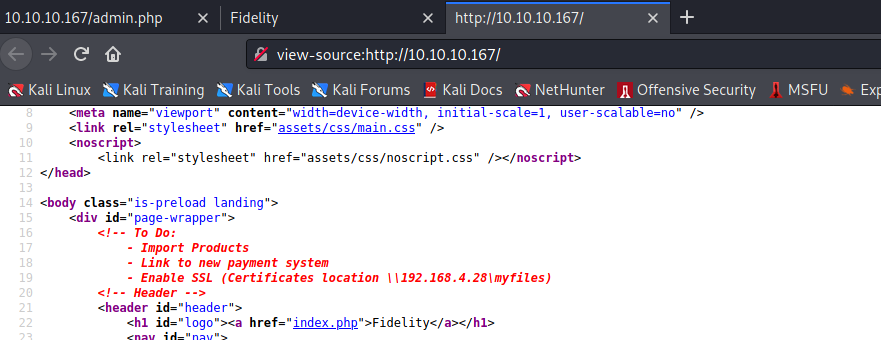 10.10.10.167/admin.php
Fidelity
http://10.10.10.167/
view-source:http://10.10.10.167/
Kali Linux Kali Training Kali Tools Kali Forums Kali Docs NetHunter Offensive Security MSFU Exp
8 <meta name="viewport" content="width=device-width, initial-scale=1, user-scalable=no" />
9 <link rel="stylesheet" href="assets/css/main.css" />
10 <noscript>
11 <link rel="stylesheet" href="assets/css/noscript.css" /></noscript>
12 </head>
13
14 <body class="is-preload landing">
15 <div id="page-wrapper">
16 <!-- To Do:
17 - Import Products
18 - Link to new payment system
19 - Enable SSL (Certificates location \\192.168.4.28\myfiles)
20 <!-- Header -->
21 <header id="header">
22 <h1 id="logo"><a href="index.php">Fidelity</a></h1>
23 <nav id="nav">